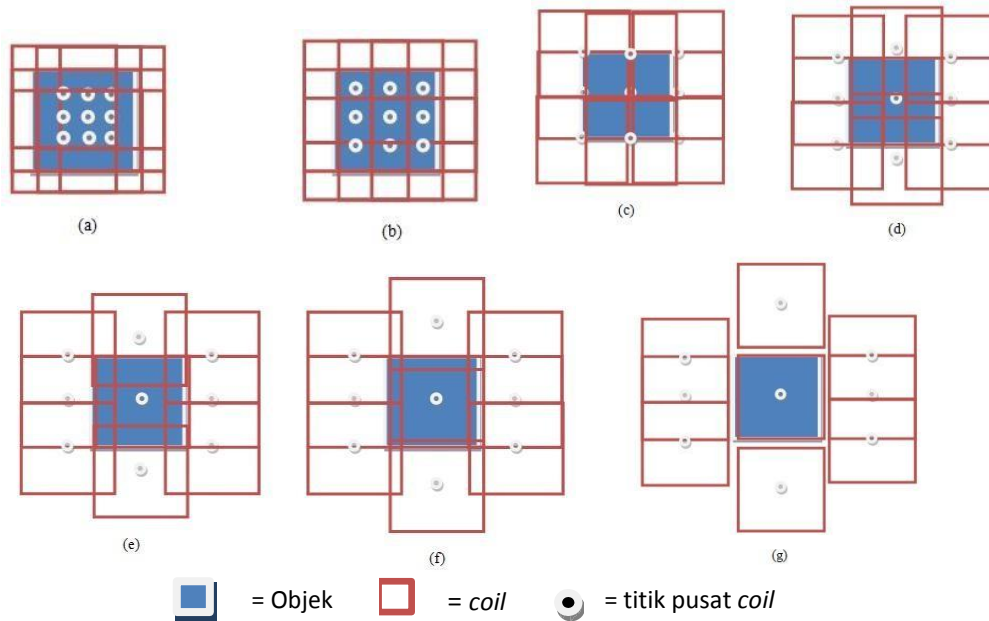 (a)
(b)
(c)
(d)
(e)
(f)
(g)
= Objek = coil = titik pusat coil